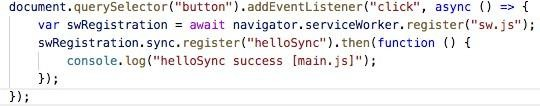 document.querySelector("button").addEventListener("click", async () => {
    var swRegistration = await navigator.serviceWorker.register("sw.js");
    swRegistration.sync.register("helloSync").then(function () {
        console.log("helloSync success [main.js]");
    });
});